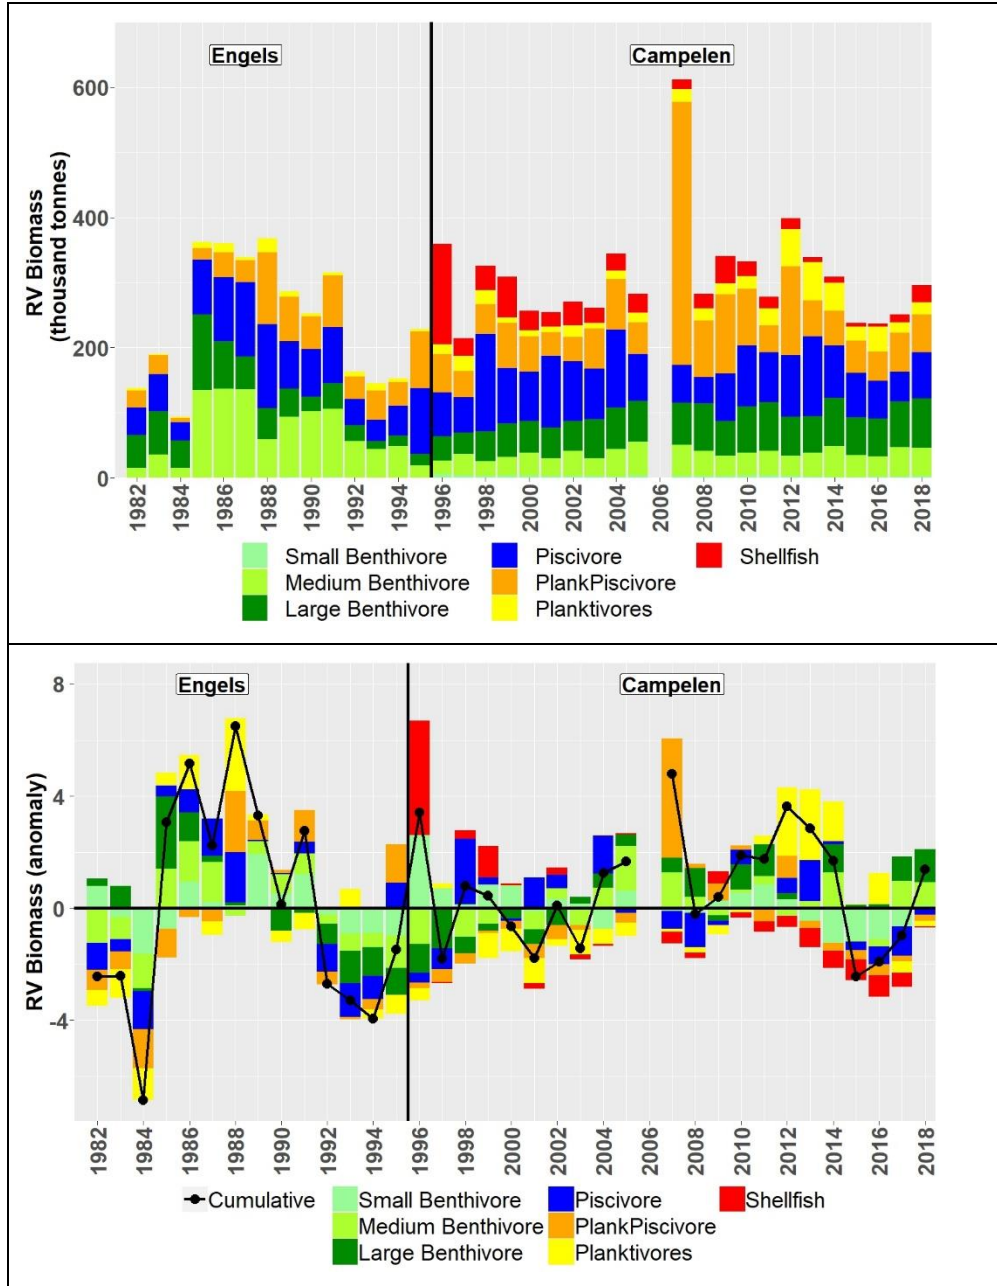 Engels
Campelen
RV Biomass
(thousand tonnes)
600
400
200
0
1982
1984
1986
1988
1990
1992
1994
1996
1998
2000
2002
2004
2006
2008
2010
2012
2014
2016
2018
Small Benthivore
Piscivore
Shellfish
Medium Benthivore
PlankPiscivore
Large Benthivore
Planktivores
Engels
Campelen
RV Biomass (anomaly)
8
4
0
-4
1982
1984
1986
1988
1990
1992
1994
1996
1998
2000
2002
2004
2006
2008
2010
2012
2014
2016
2018
Cumulative
Small Benthivore
Piscivore
Shellfish
Medium Benthivore
PlankPiscivore
Large Benthivore
Planktivores